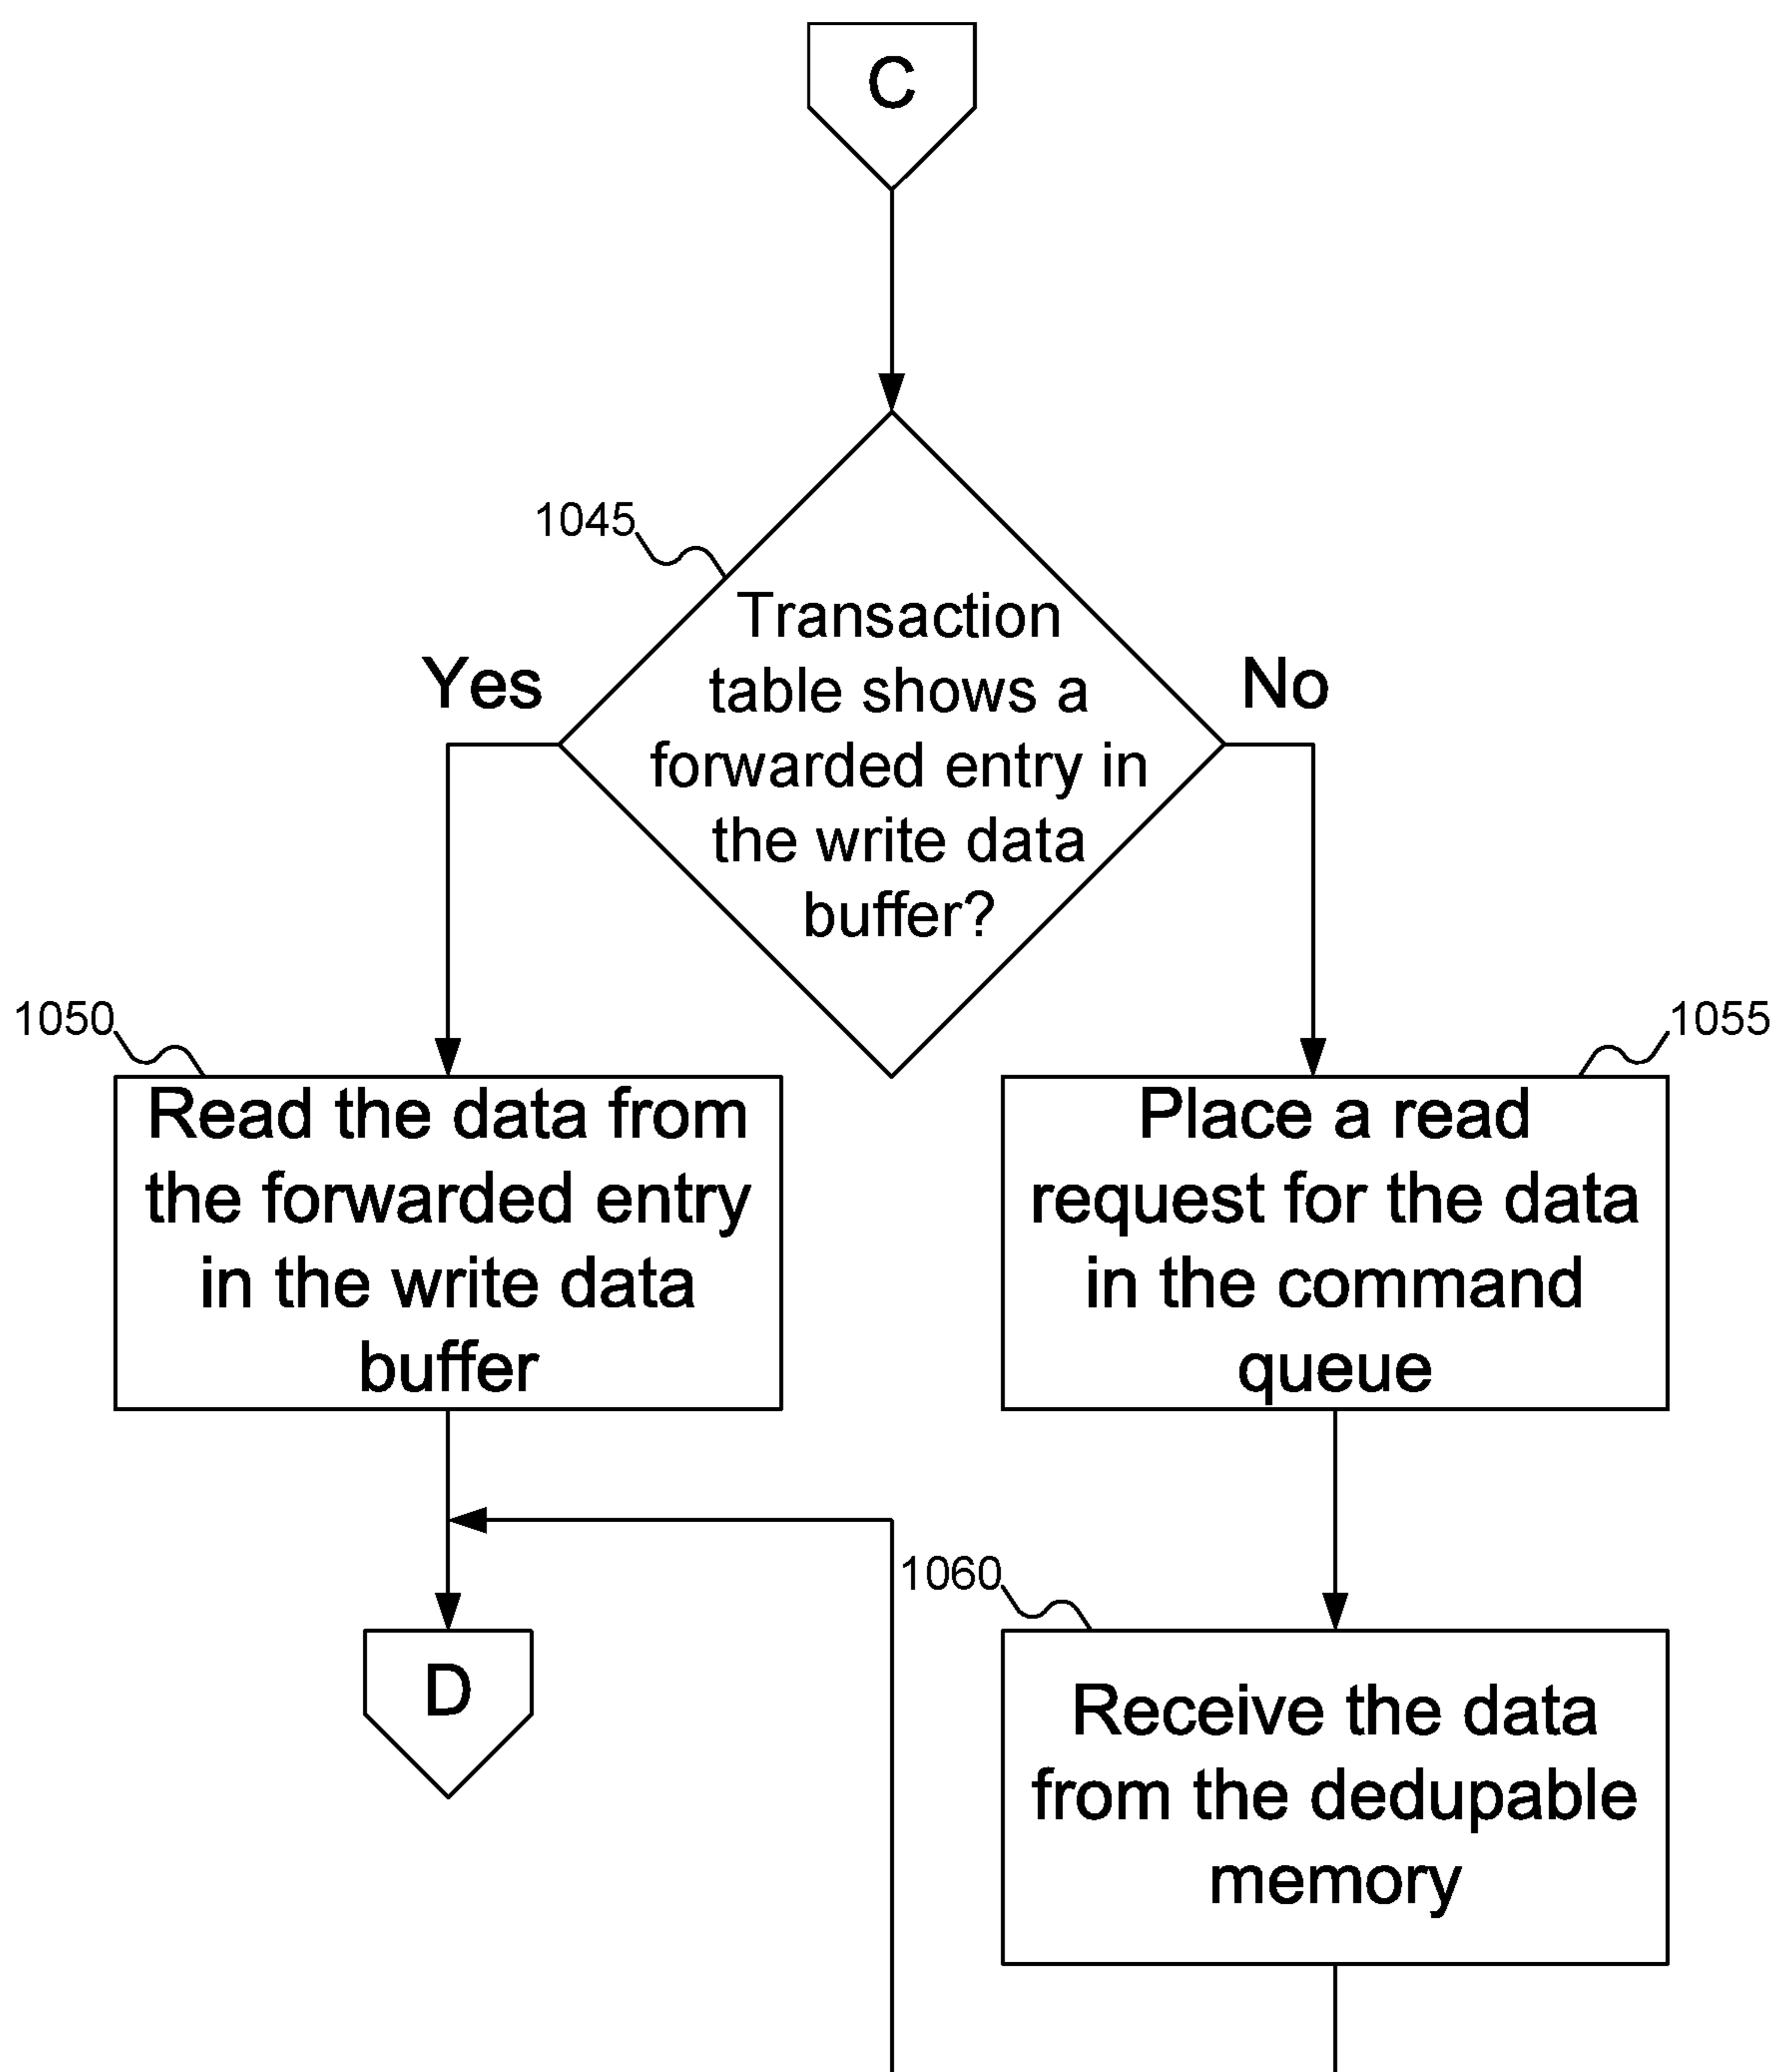 C
1045
Transaction
table shows a
forwarded entry in
the write data
buffer?
Yes
No
1050
Read the data from
the forwarded entry
in the write data
buffer
1055
Place a read
request for the data
in the command
queue
D
1060
Receive the data
from the dedupable
memory